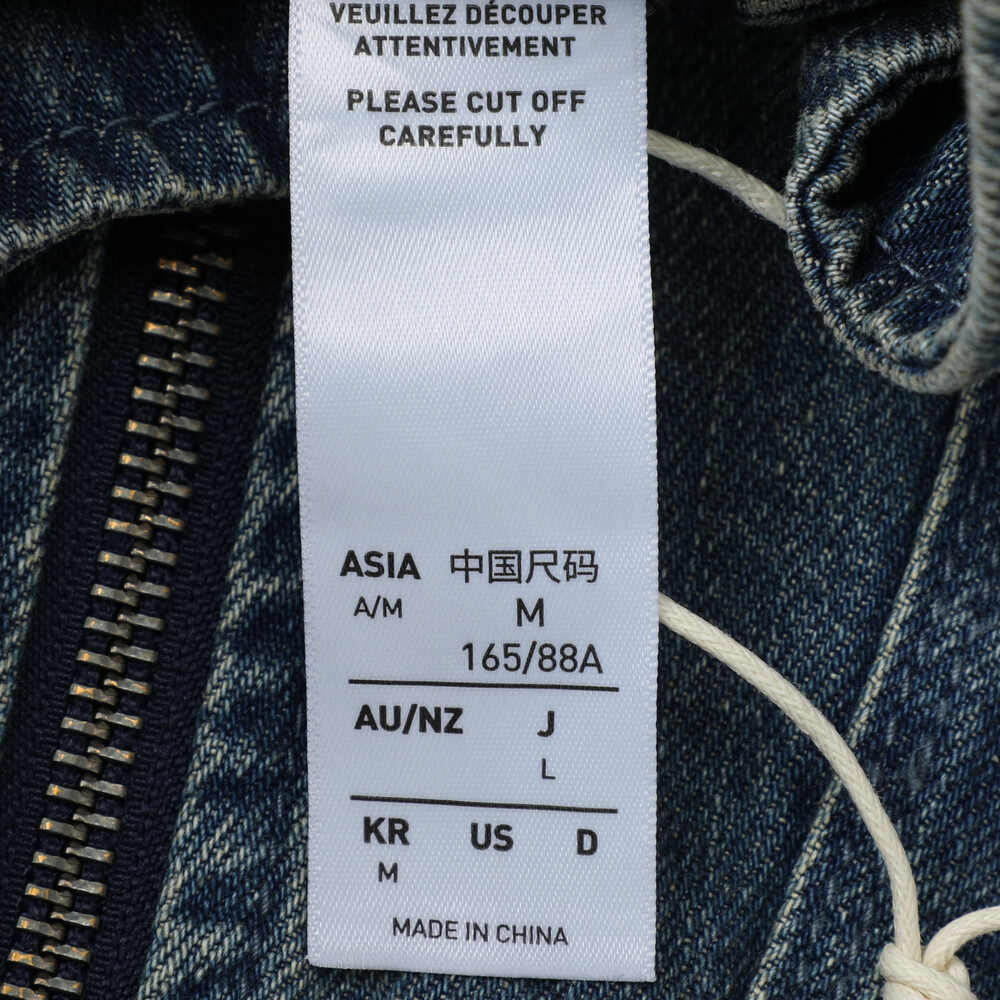 VEUILLEZ DÉCOUPER
ATTENTIVEMENT
PLEASE CUT OFF
CAREFULLY
ASIA 中国尺码
A/M M
165/88A
AU/NZ J
L
KR US D
M
MADE IN CHINA